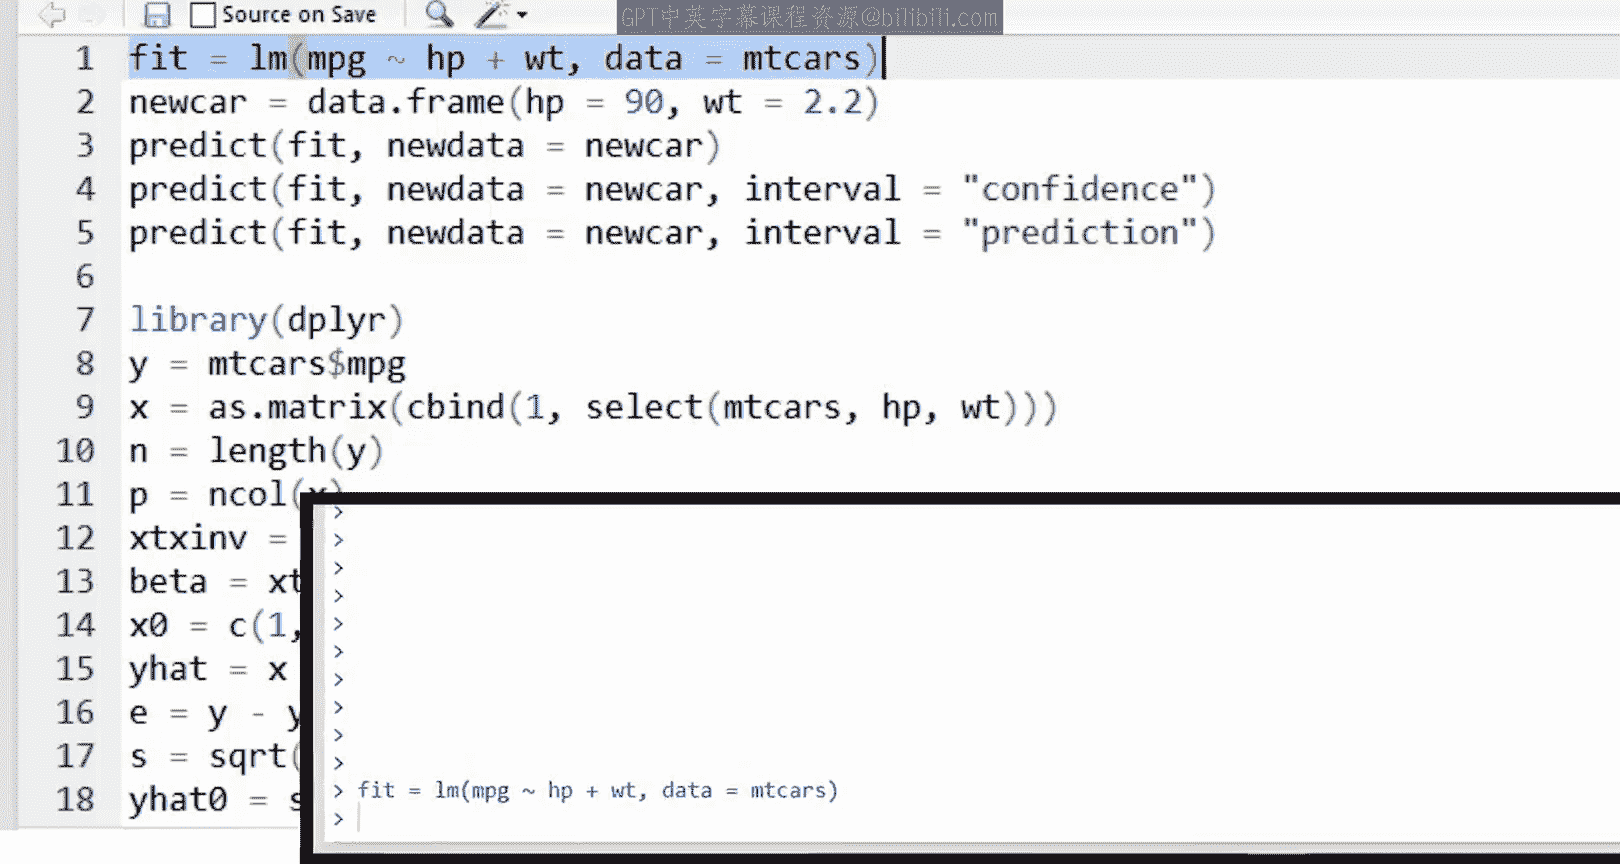 Source on Save
GPT中英字幕课程资源@bilibili.com
1 fit = lm(mpg ~ hp + wt, data = mtcars)
2 newcar = data.frame(hp = 90, wt = 2.2)
3 predict(fit, newdata = newcar)
4 predict(fit, newdata = newcar, interval = "confidence")
5 predict(fit, newdata = newcar, interval = "prediction")
6
7 library(dplyr)
8 y = mtcars$mpg
9 x = as.matrix(cbind(1, select(mtcars, hp, wt)))
10 n = length(y)
11 p = ncol(x)
12 xtxinv =
13 beta = xt
14 x0 = c(1,
15 yhat = x
16 e = y - y
17 s = sqrt(
18 yhat0 = s
>
>
>
>
>
>
>
>
>
>
> fit = lm(mpg ~ hp + wt, data = mtcars)
>